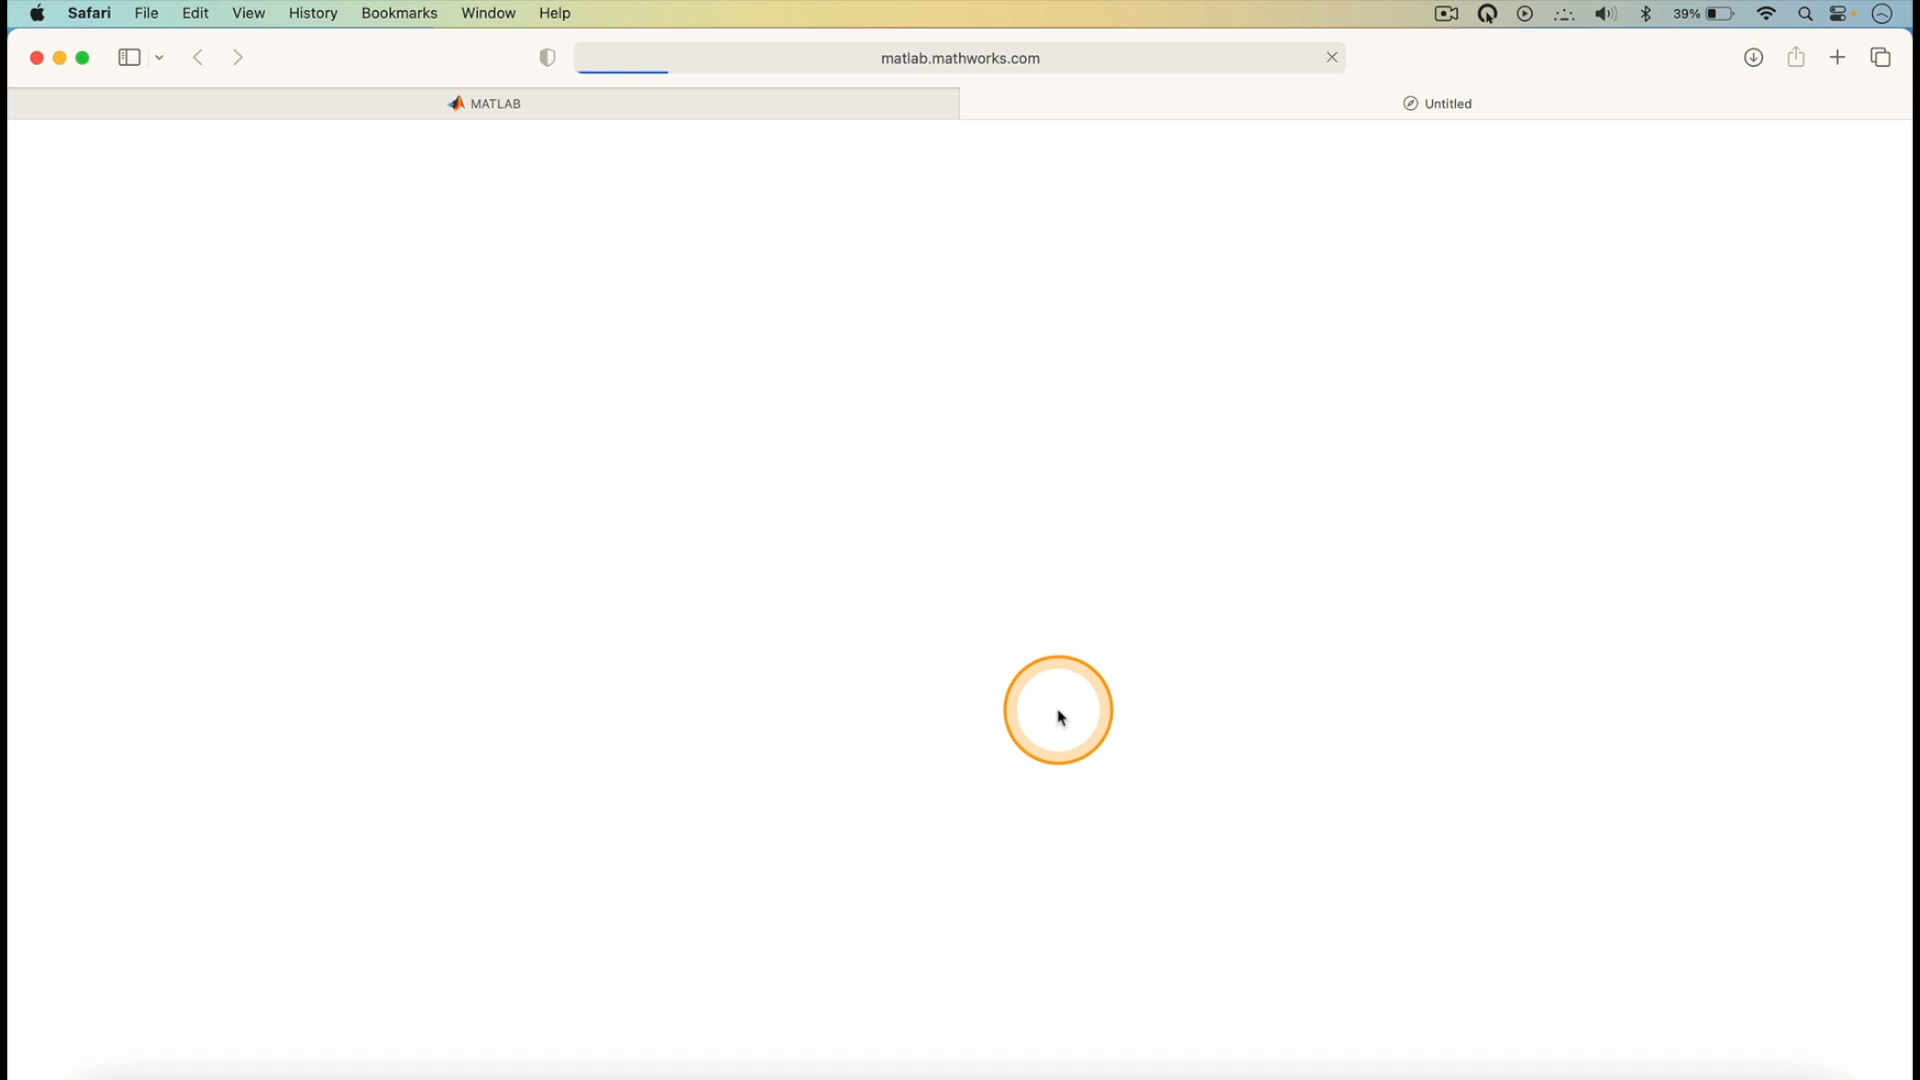 Safari File Edit View History Bookmarks Window Help 39%
matlab.mathworks.com
MATLAB Untitled